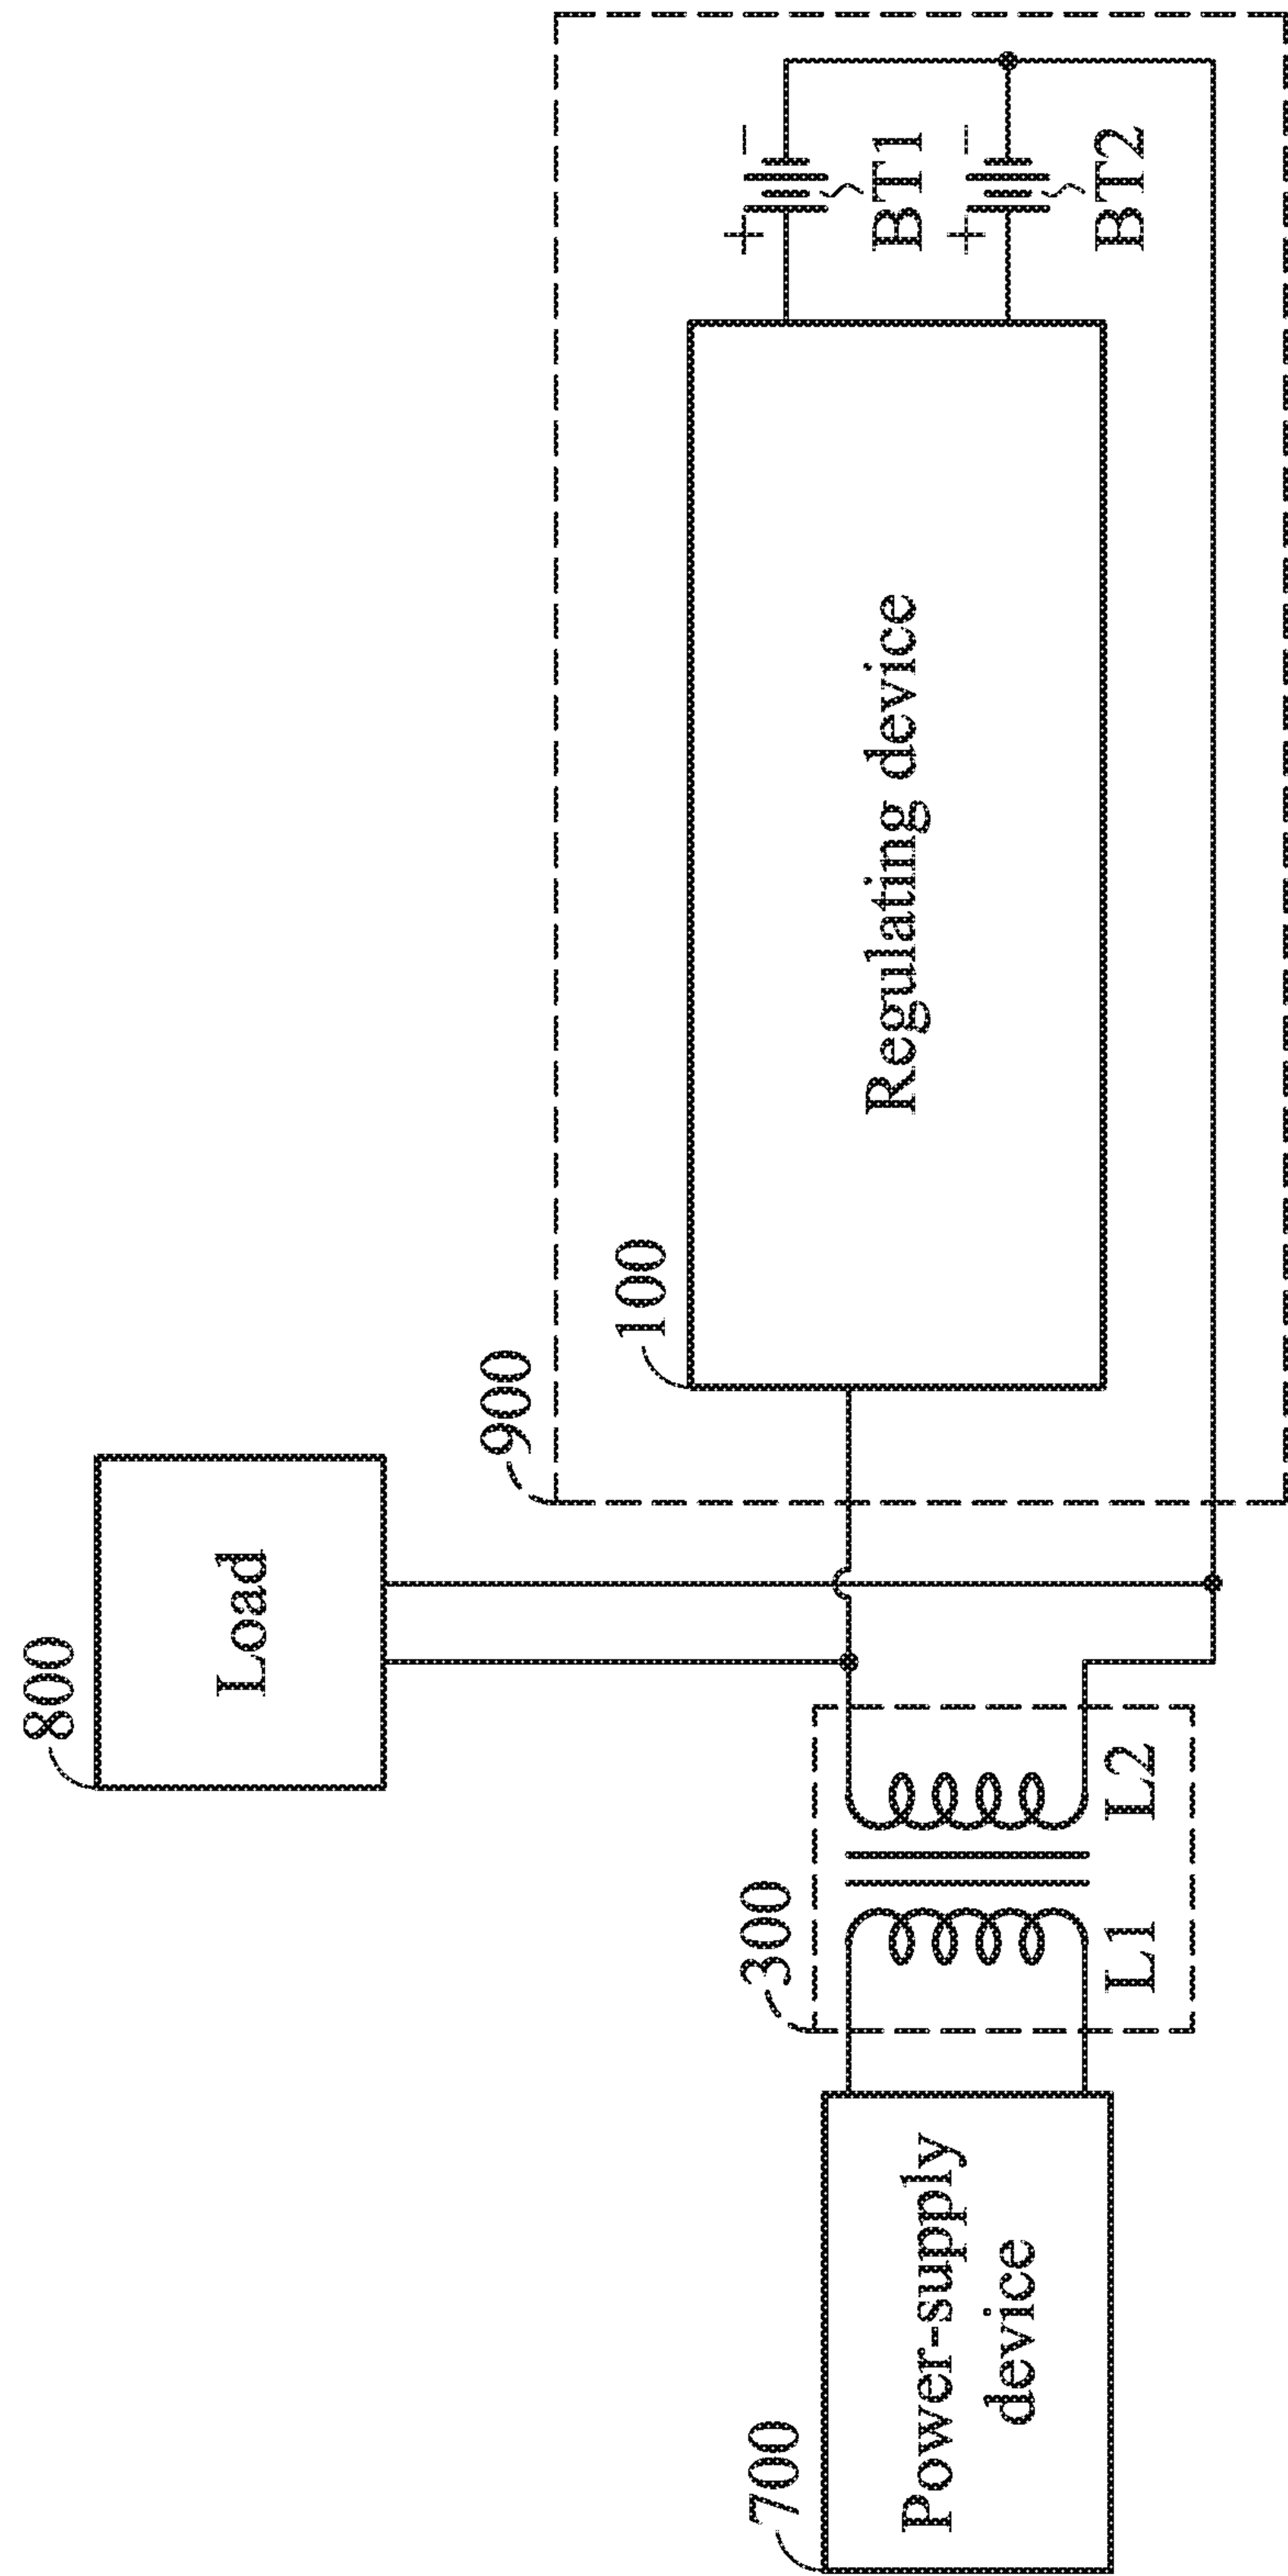 800
Load
900
100
Regulating device
+
−
BT1
+
−
BT2
300
L1
L2
700
Power-supply
device